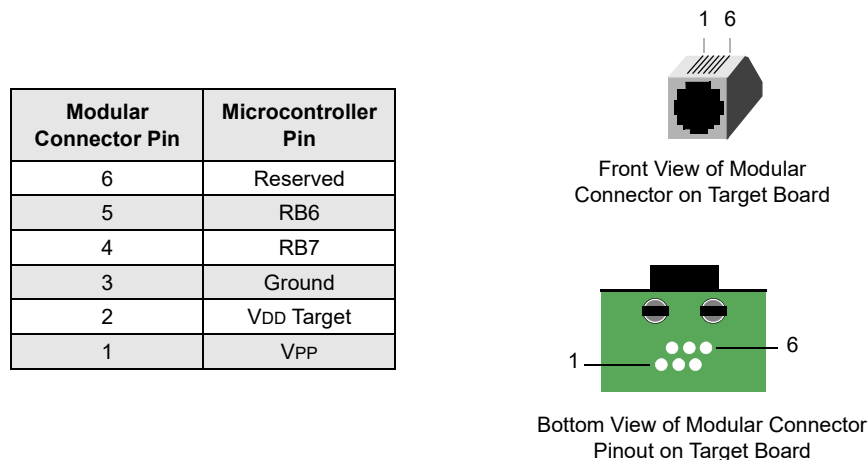 Modular
Connector Pin
Microcontroller
Pin
6
Reserved
5
RB6
4
RB7
3
Ground
2
VDD Target
1
VPP
1 6
Front View of Modular
Connector on Target Board
1
6
Bottom View of Modular Connector
Pinout on Target Board